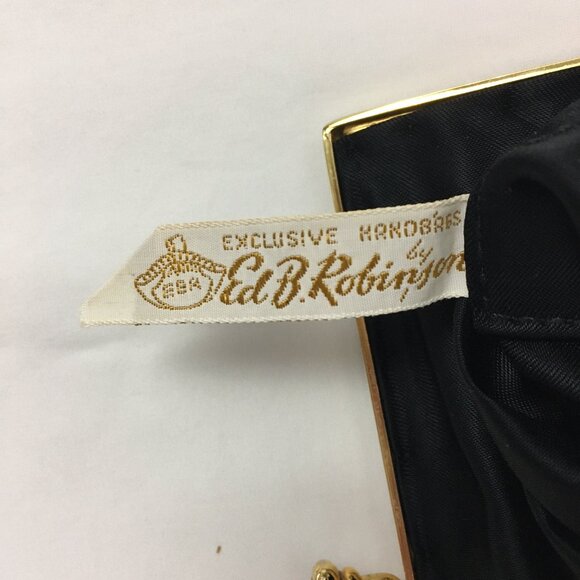 EXCLUSIVE HANDBAGS
by
Ed B. Robinson
EBR